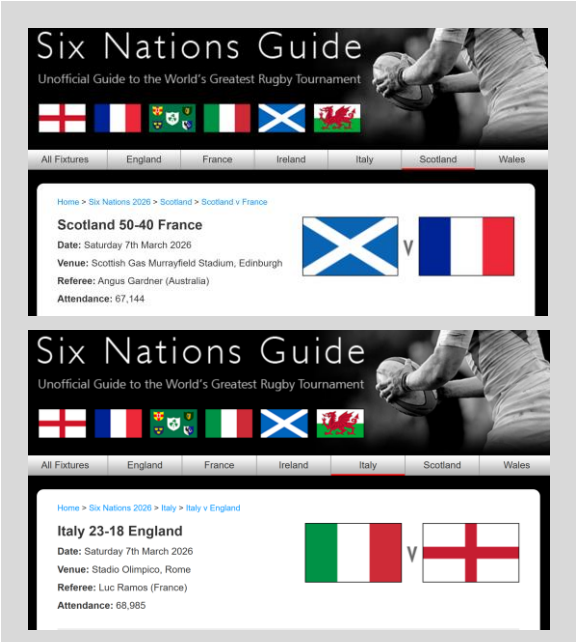 Six Nations Guide
Unofficial Guide to the World's Greatest Rugby Tournament
All Fixtures England France Ireland Italy Scotland Wales
Home > Six Nations 2026 > Scotland > Scotland v France
Scotland 50-40 France
Date: Saturday 7th March 2026
V
Venue: Scottish Gas Murrayfield Stadium, Edinburgh
Referee: Angus Gardner (Australia)
Attendance: 67,144
Six Nations Guide
Unofficial Guide to the World's Greatest Rugby Tournament
All Fixtures England France Ireland Italy Scotland Wales
Home > Six Nations 2026 > Italy > Italy v England
Italy 23-18 England
Date: Saturday 7th March 2026
V
Venue: Stadio Olimpico, Rome
Referee: Luc Ramos (France)
Attendance: 68,985